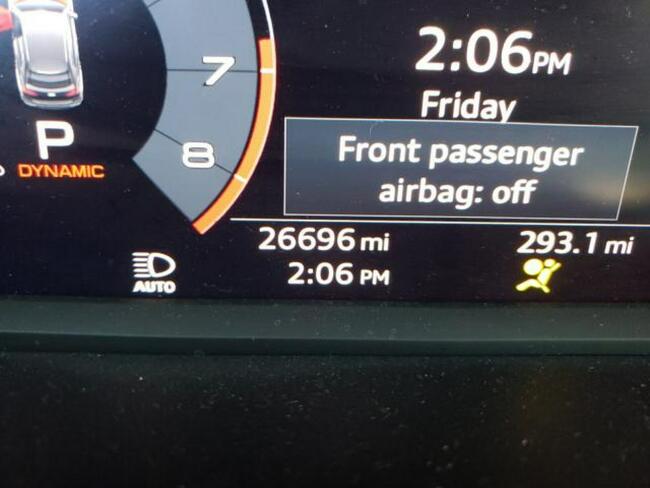 7
8
P
DYNAMIC
AUTO
2:06PM
Friday
Front passenger
airbag: off
26696 mi
293.1 mi
2:06 PM